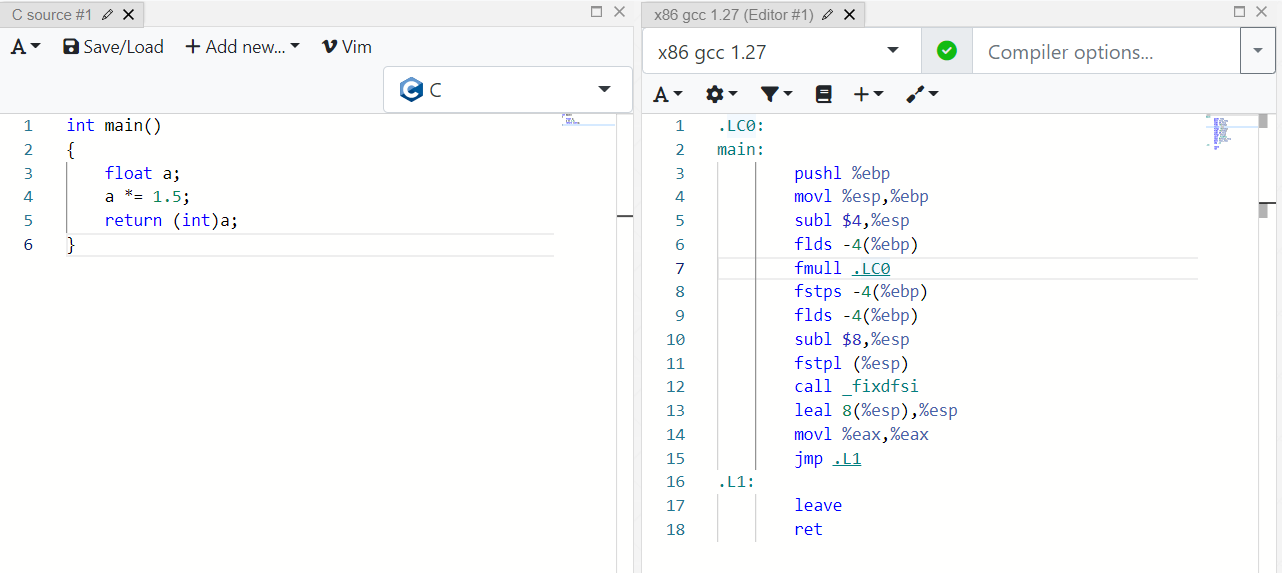 C source #1
A Save/Load Add new... Vim
C
1 int main()
2 {
3 float a;
4 a *= 1.5;
5 return (int)a;
6 }
x86 gcc 1.27 (Editor #1)
x86 gcc 1.27 Compiler options...
A
1 .LC0:
2 main:
3 pushl %ebp
4 movl %esp,%ebp
5 subl $4,%esp
6 flds -4(%ebp)
7 fmull .LC0
8 fstps -4(%ebp)
9 flds -4(%ebp)
10 subl $8,%esp
11 fstpl (%esp)
12 call _fixdfsi
13 leal 8(%esp),%esp
14 movl %eax,%eax
15 jmp .L1
16 .L1:
17 leave
18 ret